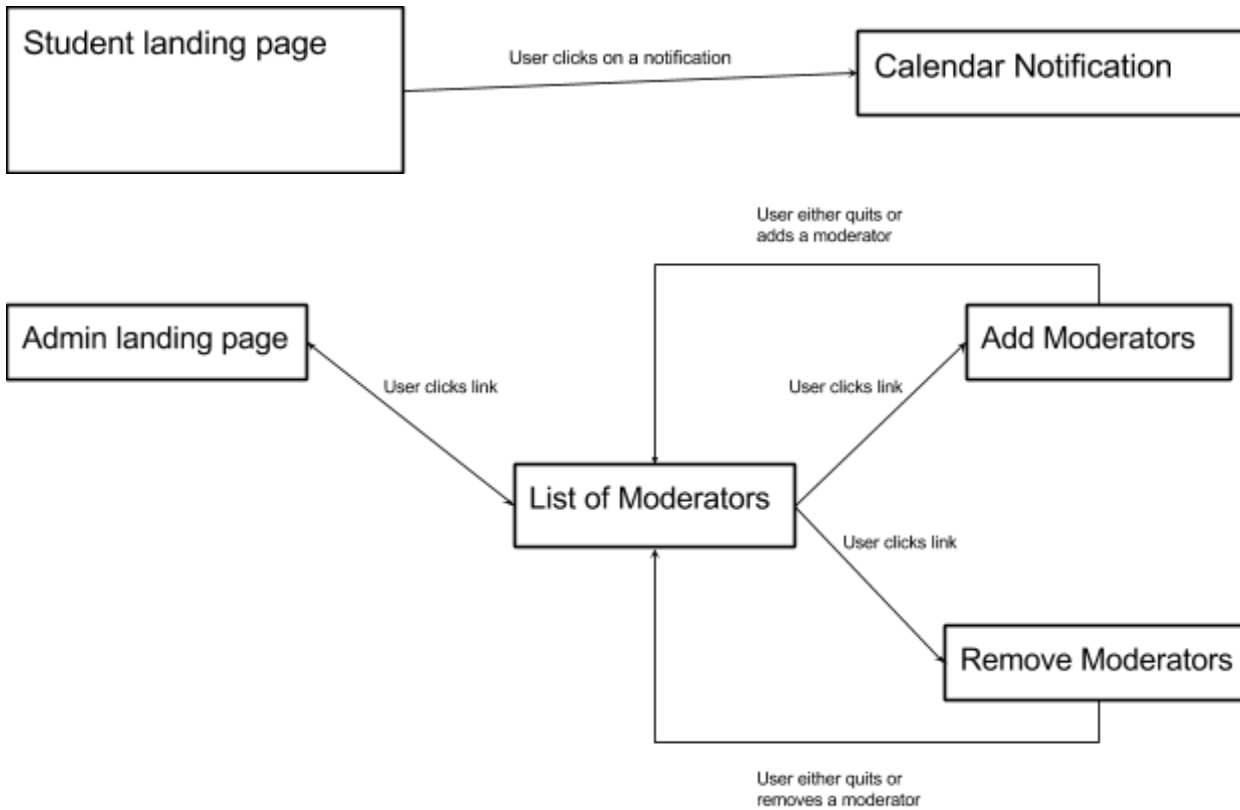 Student landing page
User clicks on a notification
Calendar Notification
User either quits or
adds a moderator
Admin landing page
Add Moderators
User clicks link
User clicks link
List of Moderators
User clicks link
Remove Moderators
User either quits or
removes a moderator